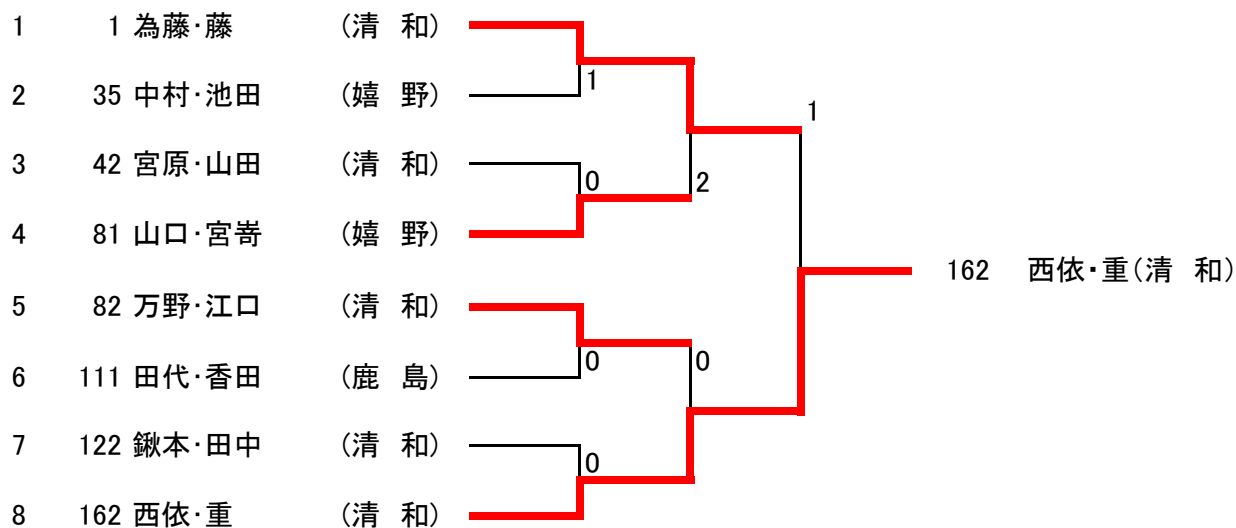 1 1 為藤・藤 (清 和)
1
2 35 中村・池田 (嬉 野)
1
3 42 宮原・山田 (清 和)
0
2
4 81 山口・宮嵜 (嬉 野)
162 西依・重(清 和)
5 82 万野・江口 (清 和)
0
0
6 111 田代・香田 (鹿 島)
7 122 鍬本・田中 (清 和)
0
8 162 西依・重 (清 和)